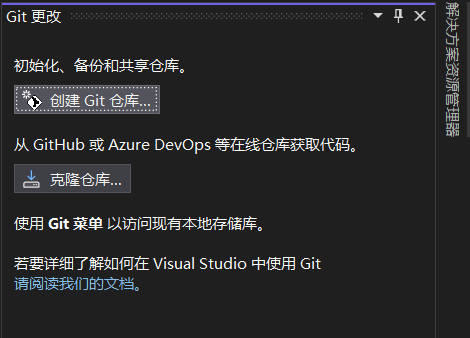 Git 更改
初始化、备份和共享仓库。
创建 Git 仓库...
从 GitHub 或 Azure DevOps 等在线仓库获取代码。
克隆仓库...
使用 Git 菜单 以访问现有本地存储库。
若要详细了解如何在 Visual Studio 中使用 Git
请阅读我们的文档。
解决方案资源管理器